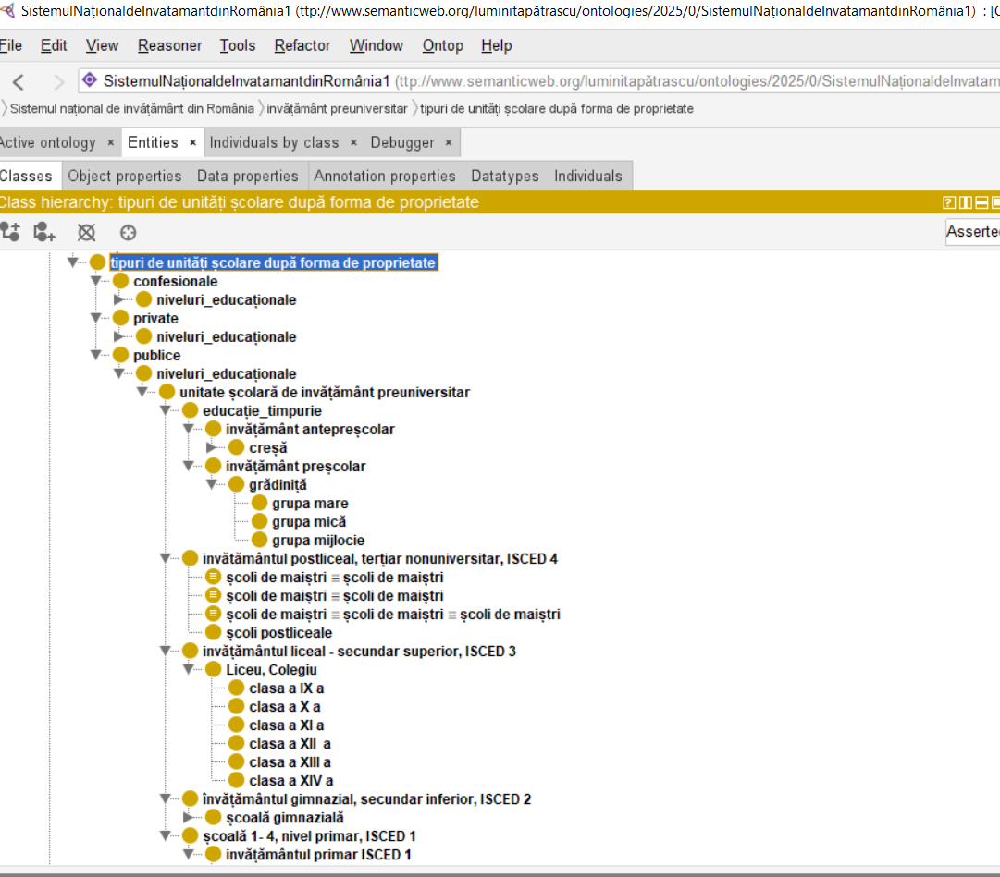 SistemulNaționaldeInvatamantdinRomânia1 (ttp://www.semanticweb.org/luminitapătrascu/ontologies/2025/0/SistemulNaționaldeInvatamantdinRomânia1) : [
File Edit View Reasoner Tools Refactor Window Ontop Help
SistemulNaționaldeInvatamantdinRomânia1 (ttp://www.semanticweb.org/luminitapătrascu/ontologies/2025/0/SistemulNaționaldeInvatam
Sistemul național de invățământ din România invățământ preuniversitar tipuri de unități școlare după forma de proprietate
Active ontology × Entities × Individuals by class × Debugger ×
Classes Object properties Data properties Annotation properties Datatypes Individuals
Class hierarchy: tipuri de unități școlare după forma de proprietate
Asserte
tipuri de unități școlare după forma de proprietate
confesionale
niveluri_educaționale
private
niveluri_educaționale
publice
niveluri_educaționale
unitate școlară de invățământ preuniversitar
educație_timpurie
invățământ antepreșcolar
creșă
invățământ preșcolar
grădiniță
grupa mare
grupa mică
grupa mijlocie
invătământul postliceal, terțiar nonuniversitar, ISCED 4
școli de maiștri ≡ școli de maiștri
școli de maiștri ≡ școli de maiștri
școli de maiștri ≡ școli de maiștri ≡ școli de maiștri
școli postliceale
invățământul liceal - secundar superior, ISCED 3
Liceu, Colegiu
clasa a IX a
clasa a X a
clasa a XI a
clasa a XII  a
clasa a XIII a
clasa a XIV a
învățământul gimnazial, secundar inferior, ISCED 2
școală gimnazială
școală 1- 4, nivel primar, ISCED 1
invățământul primar ISCED 1